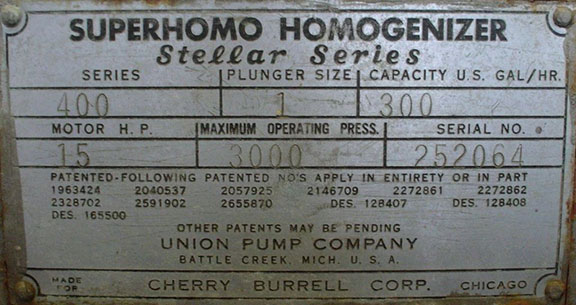 SUPERHOMO HOMOGENIZER
Stellar Series
SERIES PLUNGER SIZE CAPACITY U.S. GAL/HR.
400 1 300
MOTOR H.P. MAXIMUM OPERATING PRESS. SERIAL NO.
15 3000 252064
PATENTED-FOLLOWING PATENTED NO'S APPLY IN ENTIRETY OR IN PART
1963424 2040537 2057925 2146709 2272861 2272862
2328702 2591902 2655870 DES. 128407 DES. 128408
DES. 165500
OTHER PATENTS MAY BE PENDING
UNION PUMP COMPANY
BATTLE CREEK, MICH. U. S. A.
MADE FOR CHERRY BURRELL CORP. CHICAGO